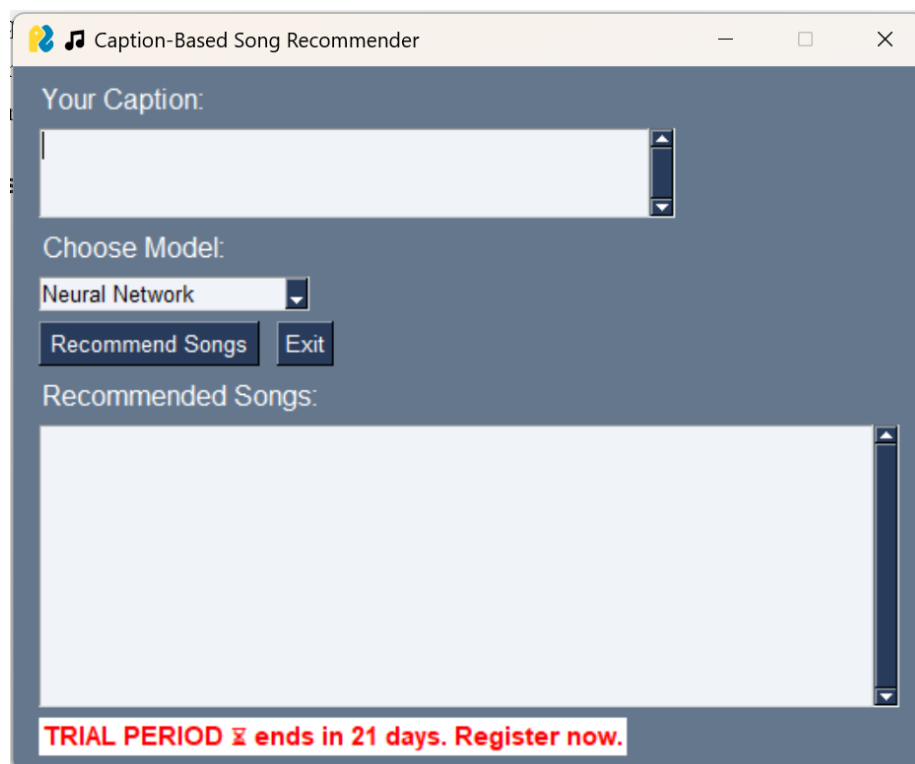 🎵 Caption-Based Song Recommender
Your Caption:
Choose Model:
Neural Network
Recommend Songs Exit
Recommended Songs:
TRIAL PERIOD ⏳ ends in 21 days. Register now.